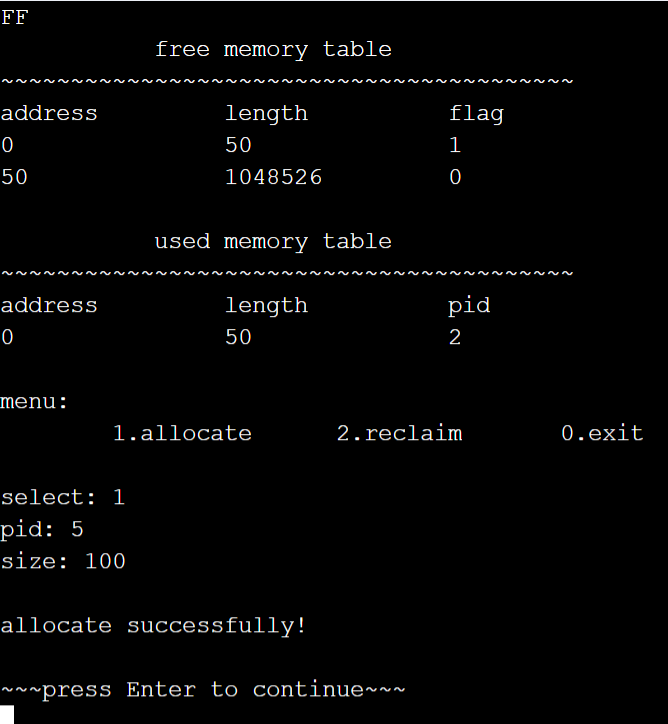 FF
free memory table
~~~~~~~~~~~~~~~~~~~~~~~~~~~~~~~~~~~~~~~~~
address length flag
0 50 1
50 1048526 0
used memory table
~~~~~~~~~~~~~~~~~~~~~~~~~~~~~~~~~~~~~~~~~
address length pid
0 50 2
menu:
1.allocate 2.reclaim 0.exit
select: 1
pid: 5
size: 100
allocate successfully!
~~~press Enter to continue~~~